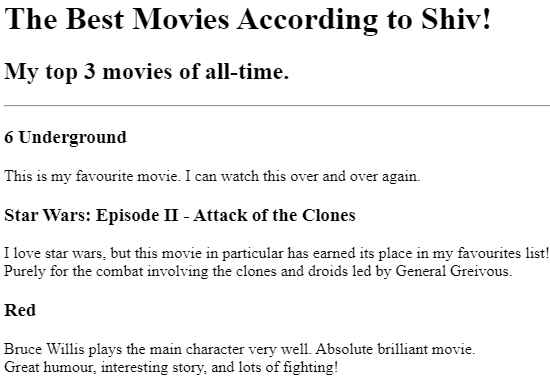 The Best Movies According to Shiv!
My top 3 movies of all-time.
6 Underground
This is my favourite movie. I can watch this over and over again.
Star Wars: Episode II - Attack of the Clones
I love star wars, but this movie in particular has earned its place in my favourites list!
Purely for the combat involving the clones and droids led by General Greivous.
Red
Bruce Willis plays the main character very well. Absolute brilliant movie.
Great humour, interesting story, and lots of fighting!